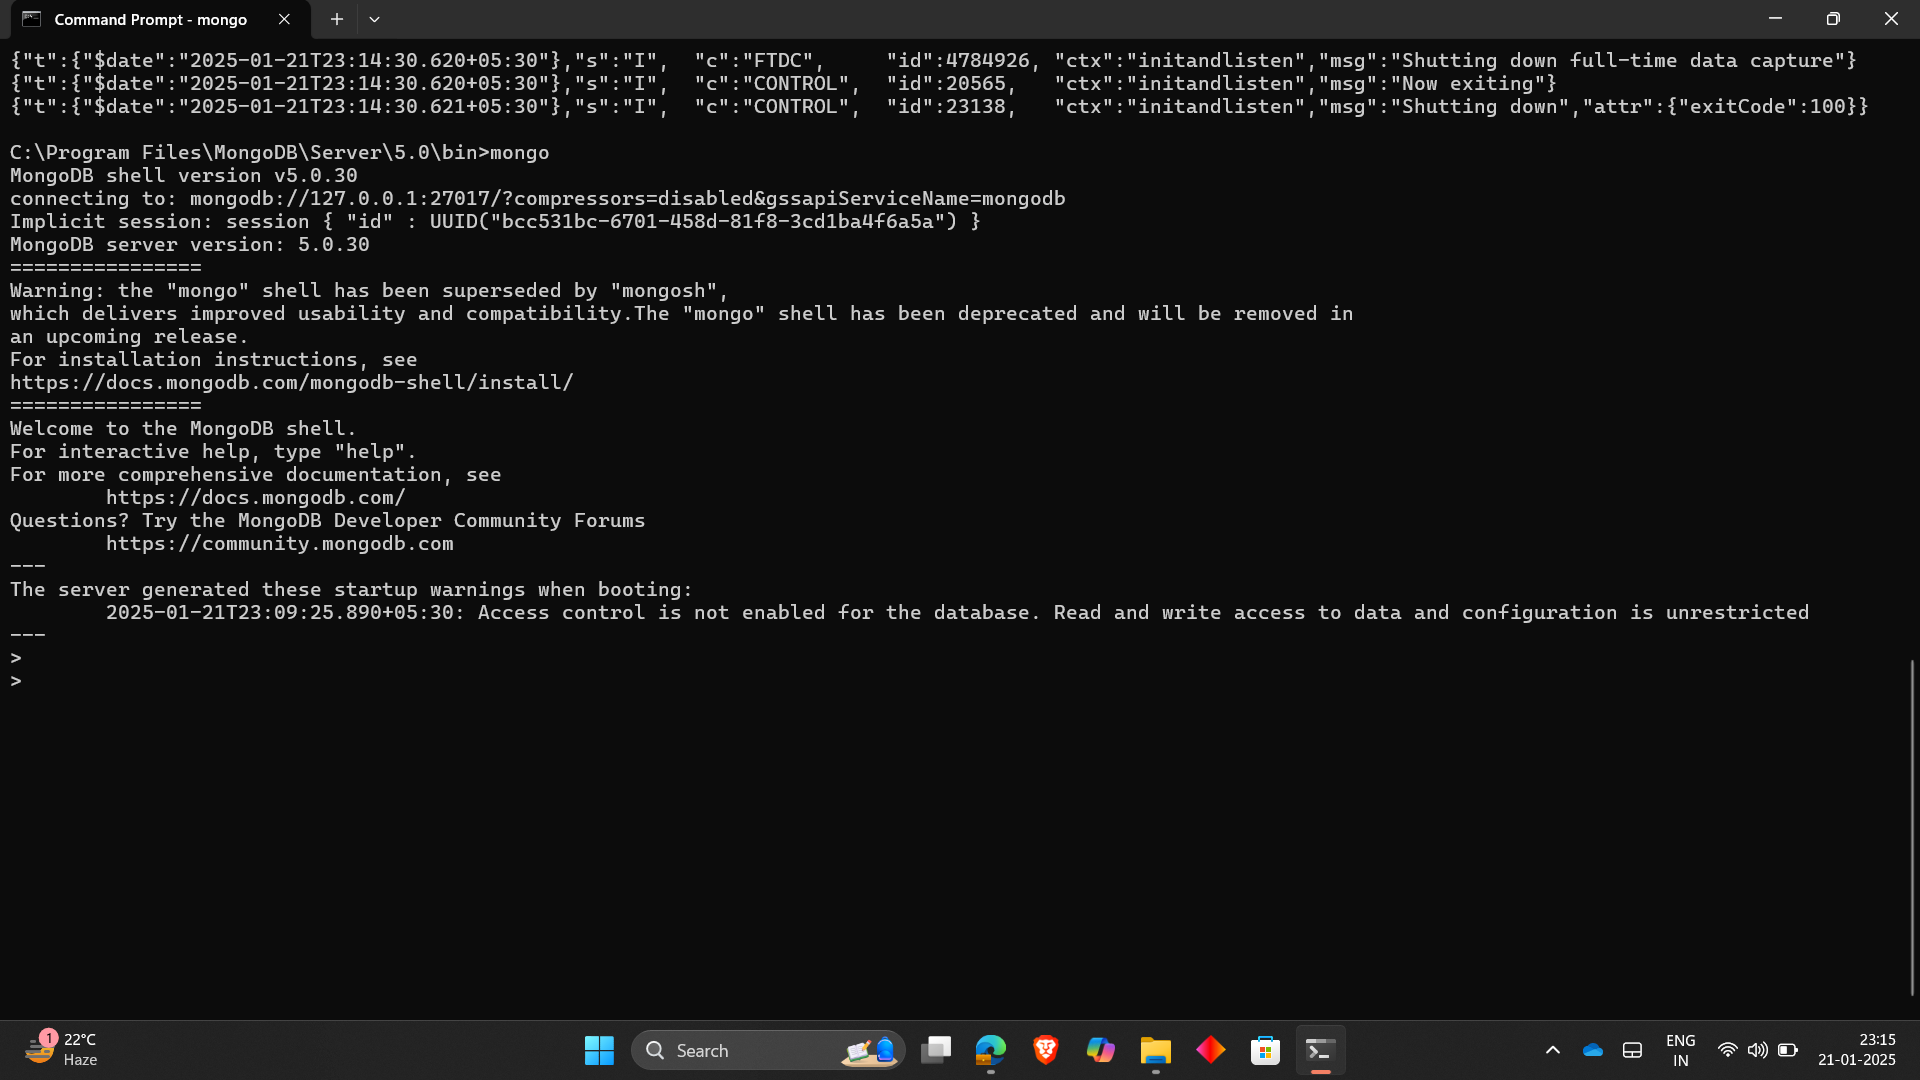 Command Prompt - mongo
{"t":{"$date":"2025-01-21T23:14:30.620+05:30"},"s":"I",  "c":"FTDC",     "id":4784926, "ctx":"initandlisten","msg":"Shutting down full-time data capture"}
{"t":{"$date":"2025-01-21T23:14:30.620+05:30"},"s":"I",  "c":"CONTROL",  "id":20565,   "ctx":"initandlisten","msg":"Now exiting"}
{"t":{"$date":"2025-01-21T23:14:30.621+05:30"},"s":"I",  "c":"CONTROL",  "id":23138,   "ctx":"initandlisten","msg":"Shutting down","attr":{"exitCode":100}}
C:\Program Files\MongoDB\Server\5.0\bin>mongo
MongoDB shell version v5.0.30
connecting to: mongodb://127.0.0.1:27017/?compressors=disabled&gssapiServiceName=mongodb
Implicit session: session { "id" : UUID("bcc531bc-6701-458d-81f8-3cd1ba4f6a5a") }
MongoDB server version: 5.0.30
================
Warning: the "mongo" shell has been superseded by "mongosh",
which delivers improved usability and compatibility.The "mongo" shell has been deprecated and will be removed in
an upcoming release.
For installation instructions, see
https://docs.mongodb.com/mongodb-shell/install/
================
Welcome to the MongoDB shell.
For interactive help, type "help".
For more comprehensive documentation, see
        https://docs.mongodb.com/
Questions? Try the MongoDB Developer Community Forums
        https://community.mongodb.com
---
The server generated these startup warnings when booting:
        2025-01-21T23:09:25.890+05:30: Access control is not enabled for the database. Read and write access to data and configuration is unrestricted
---
>
>
1
22°C
Haze
Search
ENG
IN
23:15
21-01-2025